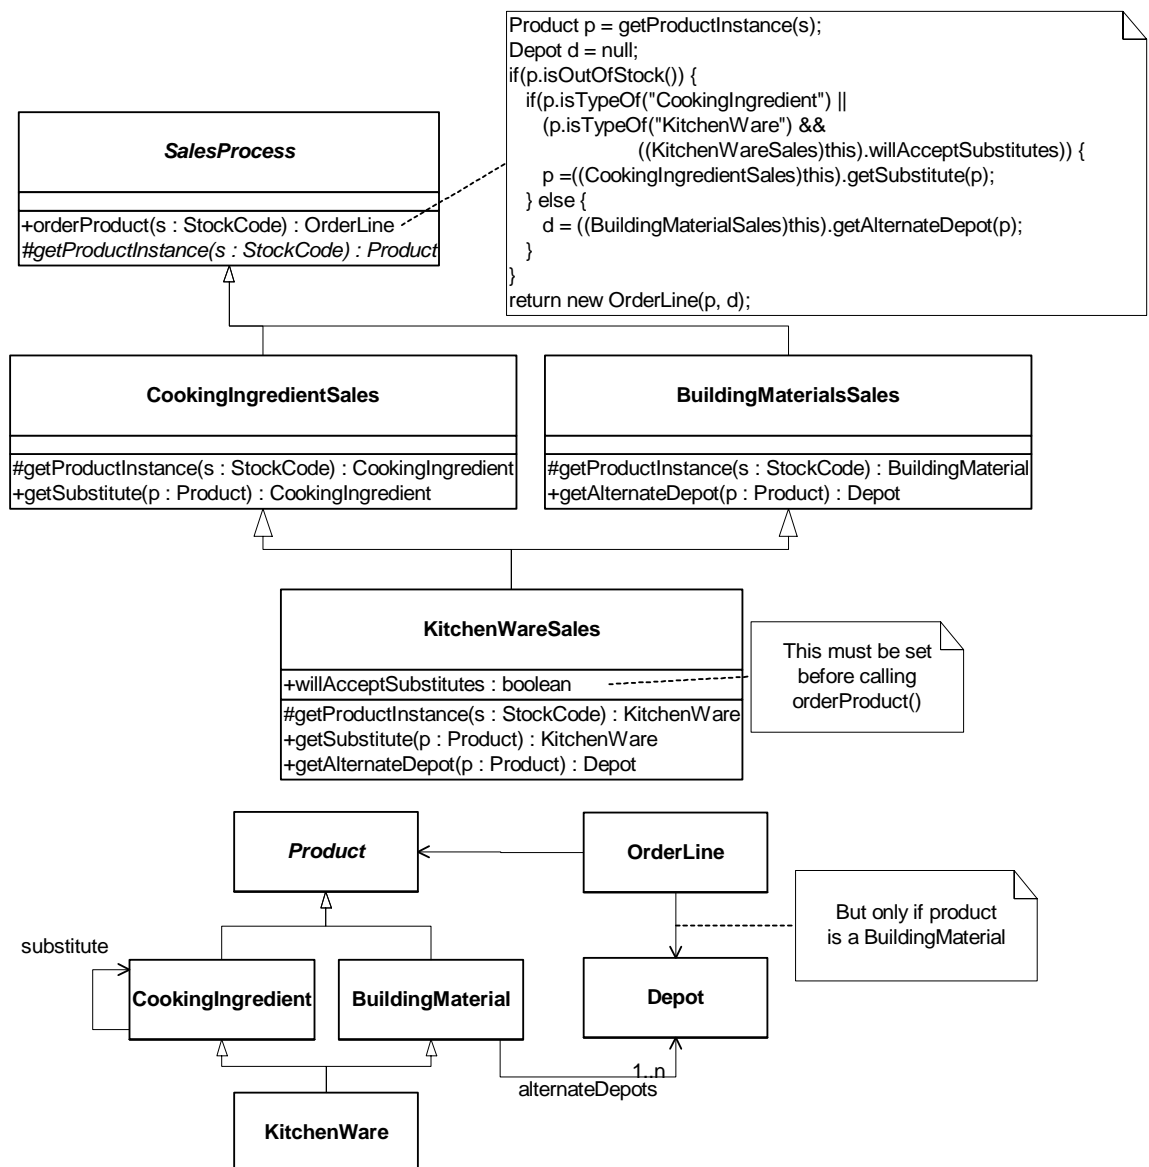 Product p = getProductInstance(s);
Depot d = null;
if(p.isOutOfStock()) {
if(p.isTypeOf("CookingIngredient") ||
(p.isTypeOf("KitchenWare") &&
((KitchenWareSales)this).willAcceptSubstitutes)) {
p =((CookingIngredientSales)this).getSubstitute(p);
} else {
d = ((BuildingMaterialSales)this).getAlternateDepot(p);
}
}
return new OrderLine(p, d);
SalesProcess
+orderProduct(s : StockCode) : OrderLine
#getProductInstance(s : StockCode) : Product
CookingIngredientSales
#getProductInstance(s : StockCode) : CookingIngredient
+getSubstitute(p : Product) : CookingIngredient
BuildingMaterialsSales
#getProductInstance(s : StockCode) : BuildingMaterial
+getAlternateDepot(p : Product) : Depot
KitchenWareSales
+willAcceptSubstitutes : boolean
#getProductInstance(s : StockCode) : KitchenWare
+getSubstitute(p : Product) : KitchenWare
+getAlternateDepot(p : Product) : Depot
This must be set
before calling
orderProduct()
Product
OrderLine
But only if product
is a BuildingMaterial
substitute
CookingIngredient
BuildingMaterial
Depot
1..n
alternateDepots
KitchenWare